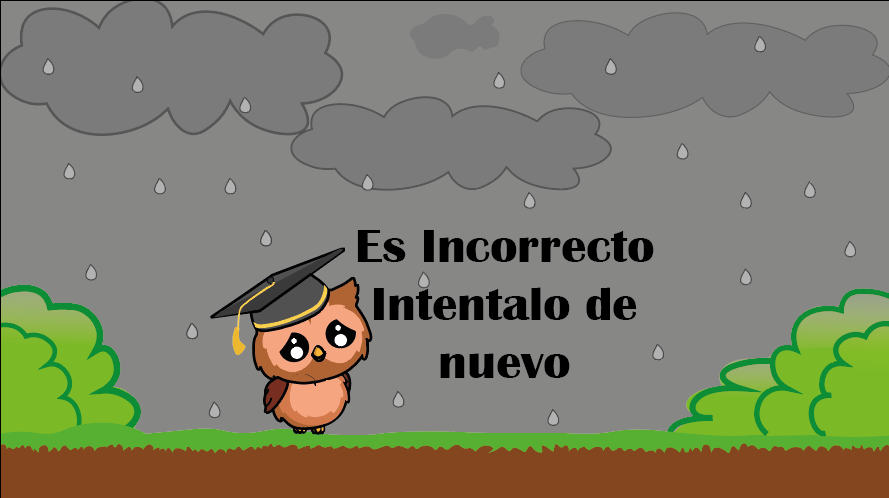 Es Incorrecto
Intentalo de
nuevo